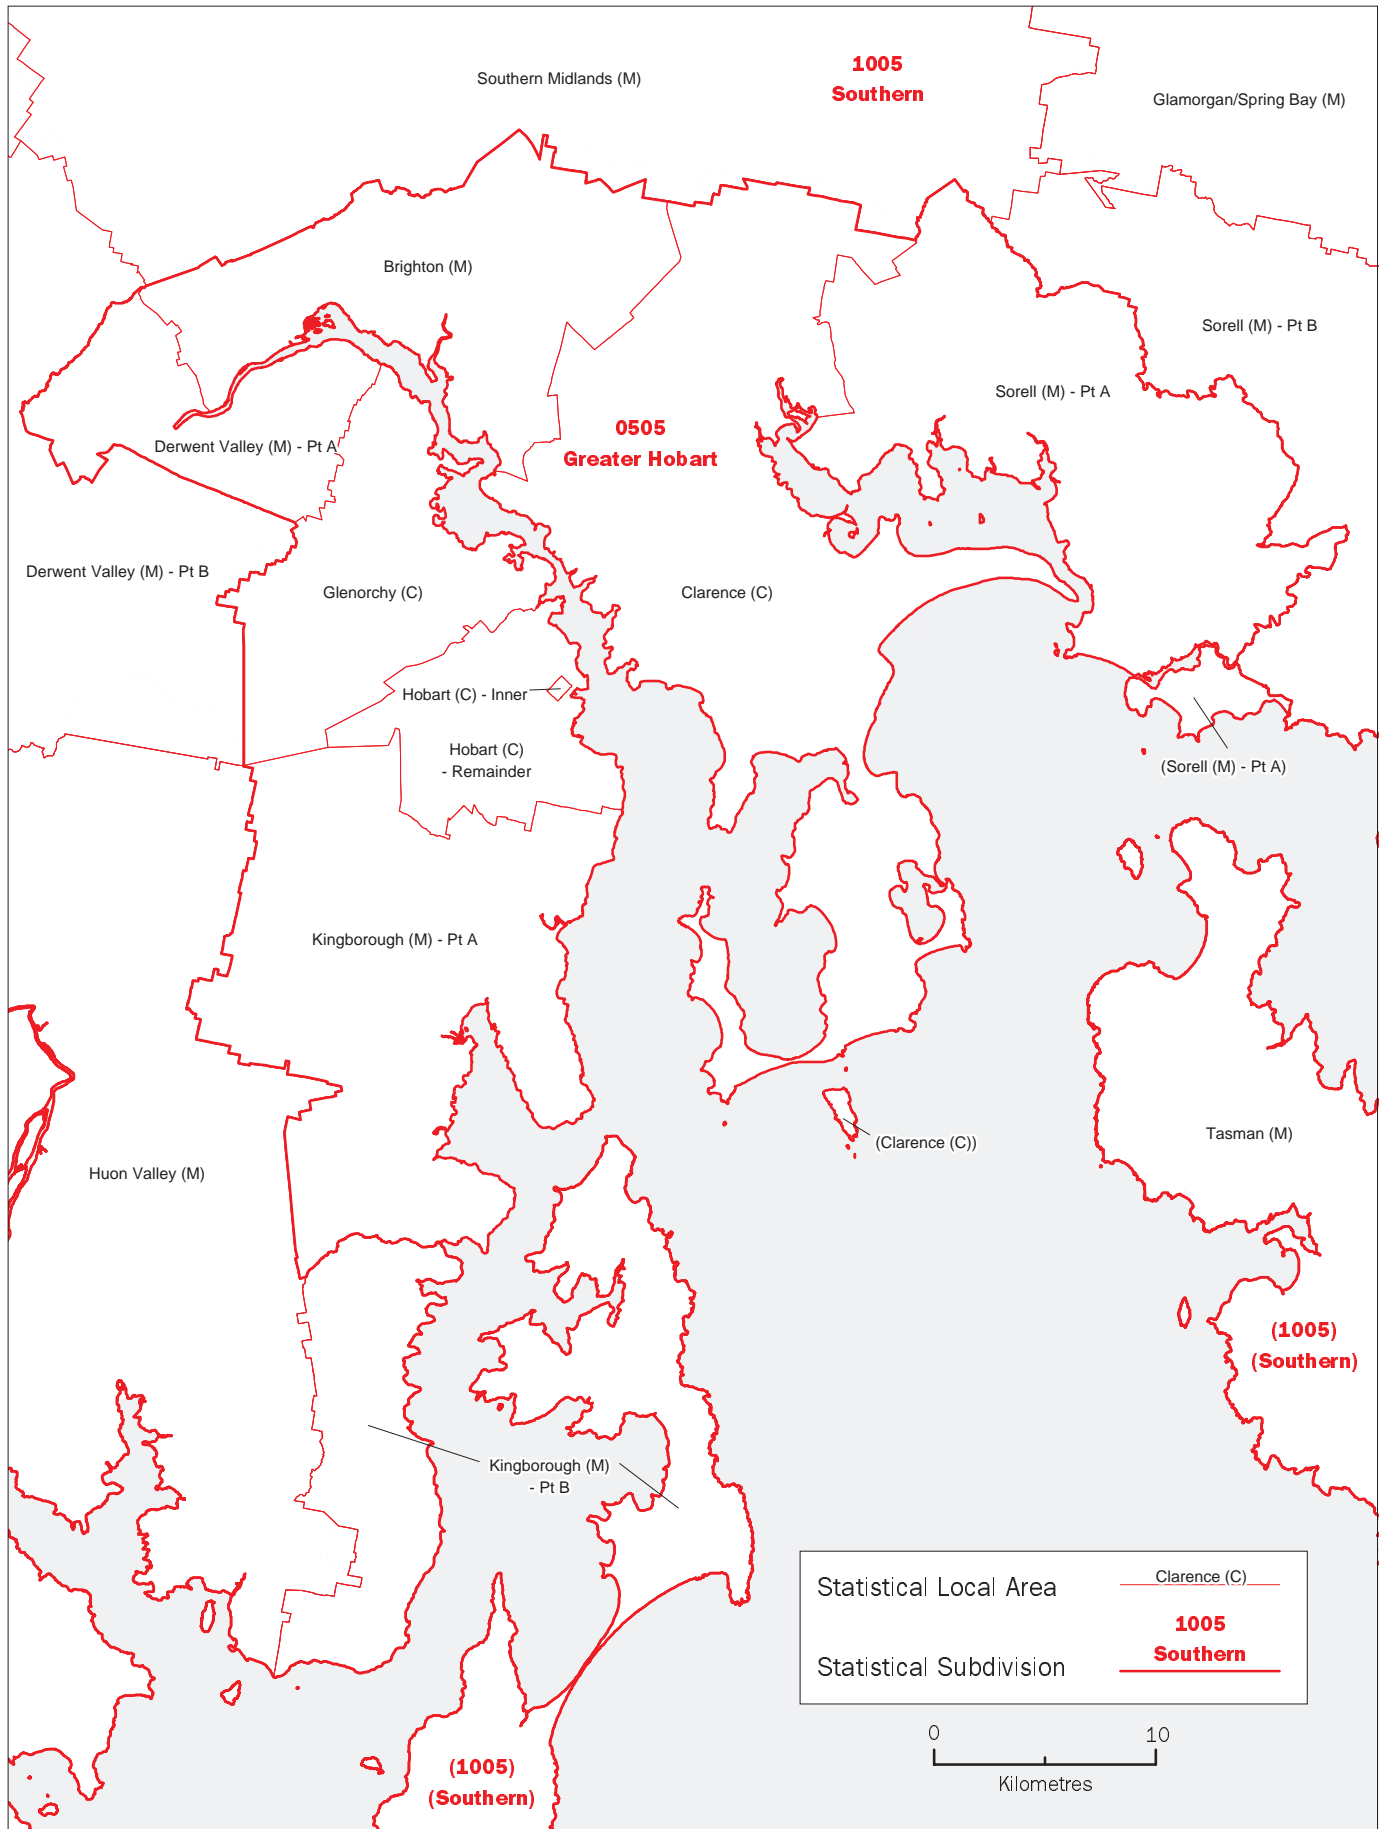 Southern Midlands (M)
1005
Southern
Glamorgan/Spring Bay (M)
Brighton (M)
Sorell (M) - Pt B
Sorell (M) - Pt A
0505
Greater Hobart
Derwent Valley (M) - Pt A
Derwent Valley (M) - Pt B
Glenorchy (C)
Clarence (C)
Hobart (C) - Inner
Hobart (C)
- Remainder
(Sorell (M) - Pt A)
Kingborough (M) - Pt A
(Clarence (C))
Tasman (M)
Huon Valley (M)
(1005)
(Southern)
Kingborough (M)
- Pt B
Statistical Local Area
Clarence (C)
1005
Southern
Statistical Subdivision
0 10
Kilometres
(1005)
(Southern)